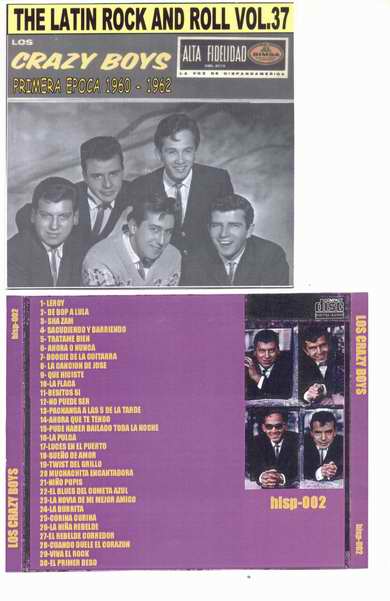 THE LATIN ROCK AND ROLL VOL.37
LOS
CRAZY BOYS
PRIMERA EPOCA 1960 - 1962
ALTA FIDELIDAD
DIMSA
LA VOZ DE HISPANOAMERICA
hisp-002
LOS CRAZY BOYS
1- LEROY
2- DE BOP A LULA
3- SHA ZAM
4- SACUDIENDO Y BARRIENDO
5- TRATAME BIEN
6- AHORA O NUNCA
7- BOOGIE DE LA GUITARRA
8- LA CANCION DE JOSE
9- QUE HICISTE
10-LA FLACA
11-BESITOS SI
12-NO PUEDE SER
13-PACHANGA A LAS 5 DE LA TARDE
14-AHORA QUE TE TENGO
15-PUDE HABER BAILADO TODA LA NOCHE
16-LA PULGA
17-LUCES EN EL PUERTO
18-SUEÑO DE AMOR
19-TWIST DEL GRILLO
20 MUCHACHITA ENCANTADORA
21-NIÑO POPIS
22-EL BLUES DEL COMETA AZUL
23-LA NOVIA DE MI MEJOR AMIGO
24-LA BURRITA
25-CORINA CORINA
26-LA NIÑA REBELDE
27-EL REBELDE CORREDOR
28-CUANDO DUELE EL CORAZON
29-VIVA EL ROCK
30-EL PRIMER BESO
COMPACT
disc
DIGITAL AUDIO
hisp-002
LOS CRAZY BOYS
hisp-002